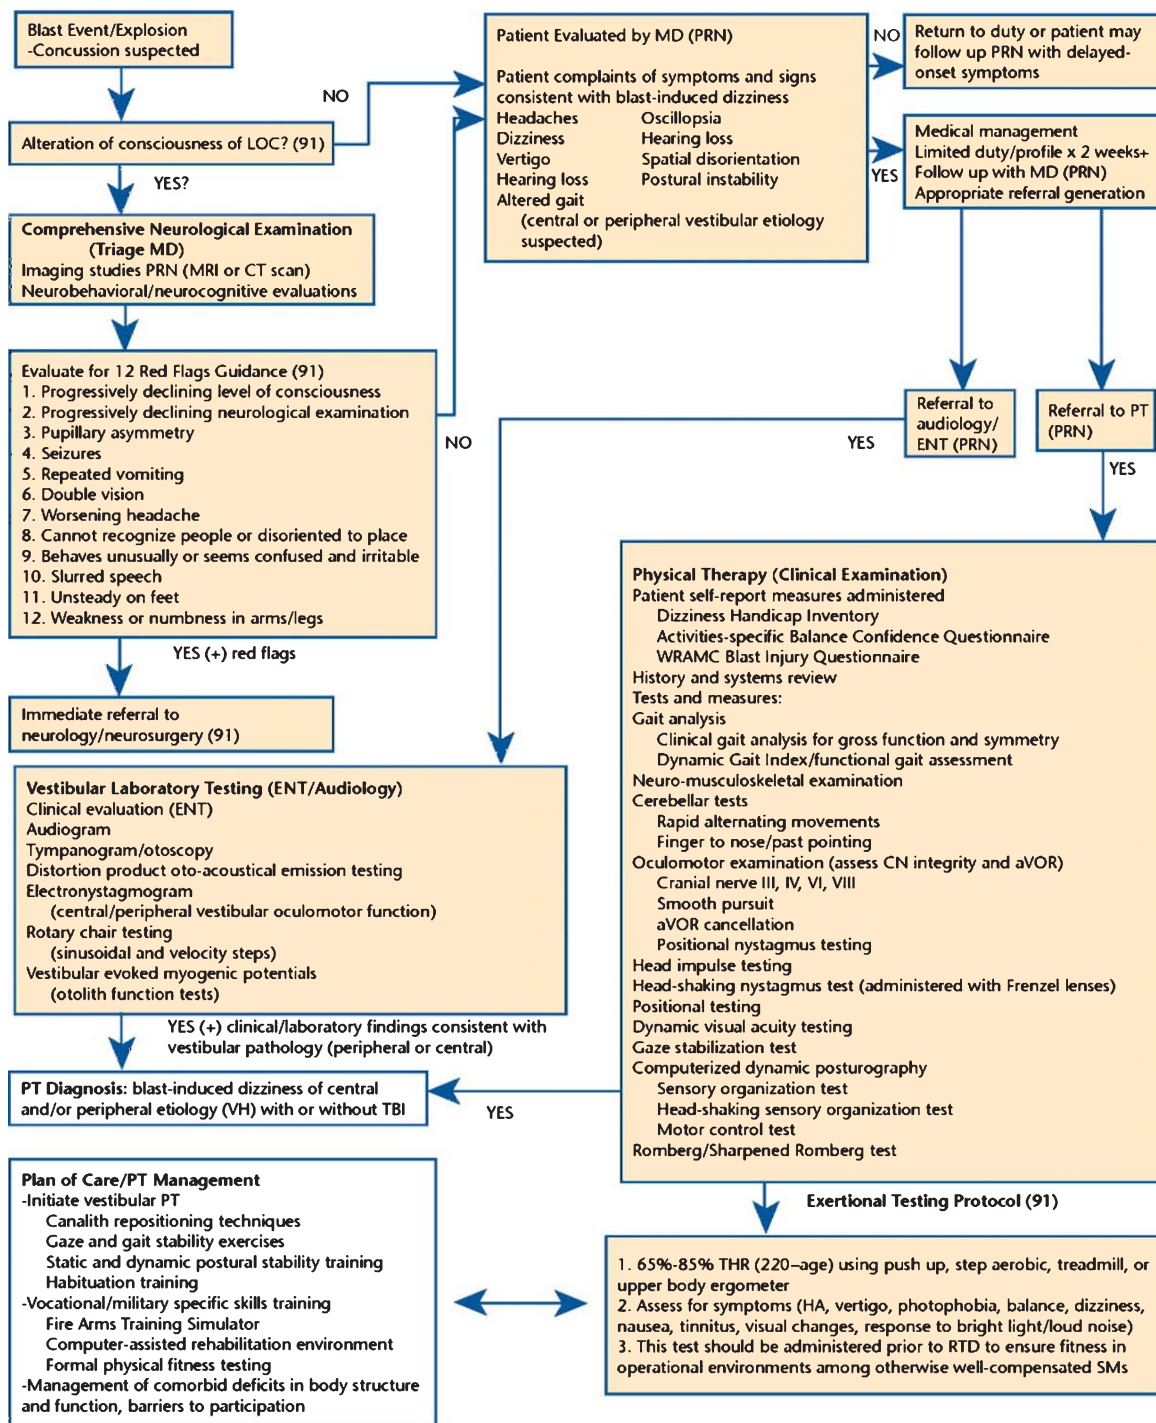 Blast Event/Explosion
-Concussion suspected
NO
Alteration of consciousness of LOC? (91)
YES?
Comprehensive Neurological Examination
(Triage MD)
Imaging studies PRN (MRI or CT scan)
Neurobehavioral/neurocognitive evaluations
Evaluate for 12 Red Flags Guidance (91)
1. Progressively declining level of consciousness
2. Progressively declining neurological examination
3. Pupillary asymmetry
4. Seizures
5. Repeated vomiting
6. Double vision
7. Worsening headache
8. Cannot recognize people or disoriented to place
9. Behaves unusually or seems confused and irritable
10. Slurred speech
11. Unsteady on feet
12. Weakness or numbness in arms/legs
NO
YES (+) red flags
Immediate referral to
neurology/neurosurgery (91)
Patient Evaluated by MD (PRN)
Patient complaints of symptoms and signs
consistent with blast-induced dizziness
Headaches Oscillopsia
Dizziness Hearing loss
Vertigo Spatial disorientation
Hearing loss Postural instability
Altered gait
(central or peripheral vestibular etiology
suspected)
NO
Return to duty or patient may
follow up PRN with delayed-
onset symptoms
YES
Medical management
Limited duty/profile x 2 weeks+
Follow up with MD (PRN)
Appropriate referral generation
Referral to
audiology/
ENT (PRN)
YES
Referral to PT
(PRN)
YES
Vestibular Laboratory Testing (ENT/Audiology)
Clinical evaluation (ENT)
Audiogram
Tympanogram/otoscopy
Distortion product oto-acoustical emission testing
Electronystagmogram
(central/peripheral vestibular oculomotor function)
Rotary chair testing
(sinusoidal and velocity steps)
Vestibular evoked myogenic potentials
(otolith function tests)
YES (+) clinical/laboratory findings consistent with
vestibular pathology (peripheral or central)
Physical Therapy (Clinical Examination)
Patient self-report measures administered
Dizziness Handicap Inventory
Activities-specific Balance Confidence Questionnaire
WRAMC Blast Injury Questionnaire
History and systems review
Tests and measures:
Gait analysis
Clinical gait analysis for gross function and symmetry
Dynamic Gait Index/functional gait assessment
Neuro-musculoskeletal examination
Cerebellar tests
Rapid alternating movements
Finger to nose/past pointing
Oculomotor examination (assess CN integrity and aVOR)
Cranial nerve III, IV, VI, VIII
Smooth pursuit
aVOR cancellation
Positional nystagmus testing
Head impulse testing
Head-shaking nystagmus test (administered with Frenzel lenses)
Positional testing
Dynamic visual acuity testing
Gaze stabilization test
Computerized dynamic posturography
Sensory organization test
Head-shaking sensory organization test
Motor control test
Romberg/Sharpened Romberg test
YES
PT Diagnosis: blast-induced dizziness of central
and/or peripheral etiology (VH) with or without TBI
Exertional Testing Protocol (91)
Plan of Care/PT Management
-Initiate vestibular PT
Canalith repositioning techniques
Gaze and gait stability exercises
Static and dynamic postural stability training
Habituation training
-Vocational/military specific skills training
Fire Arms Training Simulator
Computer-assisted rehabilitation environment
Formal physical fitness testing
-Management of comorbid deficits in body structure
and function, barriers to participation
1. 65%-85% THR (220–age) using push up, step aerobic, treadmill, or
upper body ergometer
2. Assess for symptoms (HA, vertigo, photophobia, balance, dizziness,
nausea, tinnitus, visual changes, response to bright light/loud noise)
3. This test should be administered prior to RTD to ensure fitness in
operational environments among otherwise well-compensated SMs